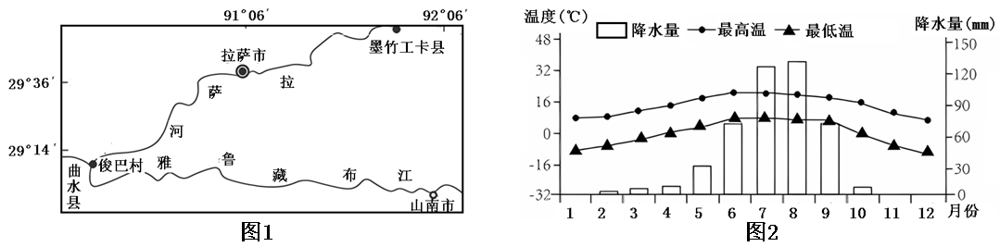 91°06′ 92°06′
墨竹工卡县
拉萨市
29°36′
拉
萨
河
29°14′
俊巴村
雅 鲁 藏 布 江
曲水县
山南市
图1
温度(℃) 降水量(mm)
降水量 最高温 最低温
48 150
32 120
16 90
0 60
-16 30
-32 0
1 2 3 4 5 6 7 8 9 10 11 12 月份
图2